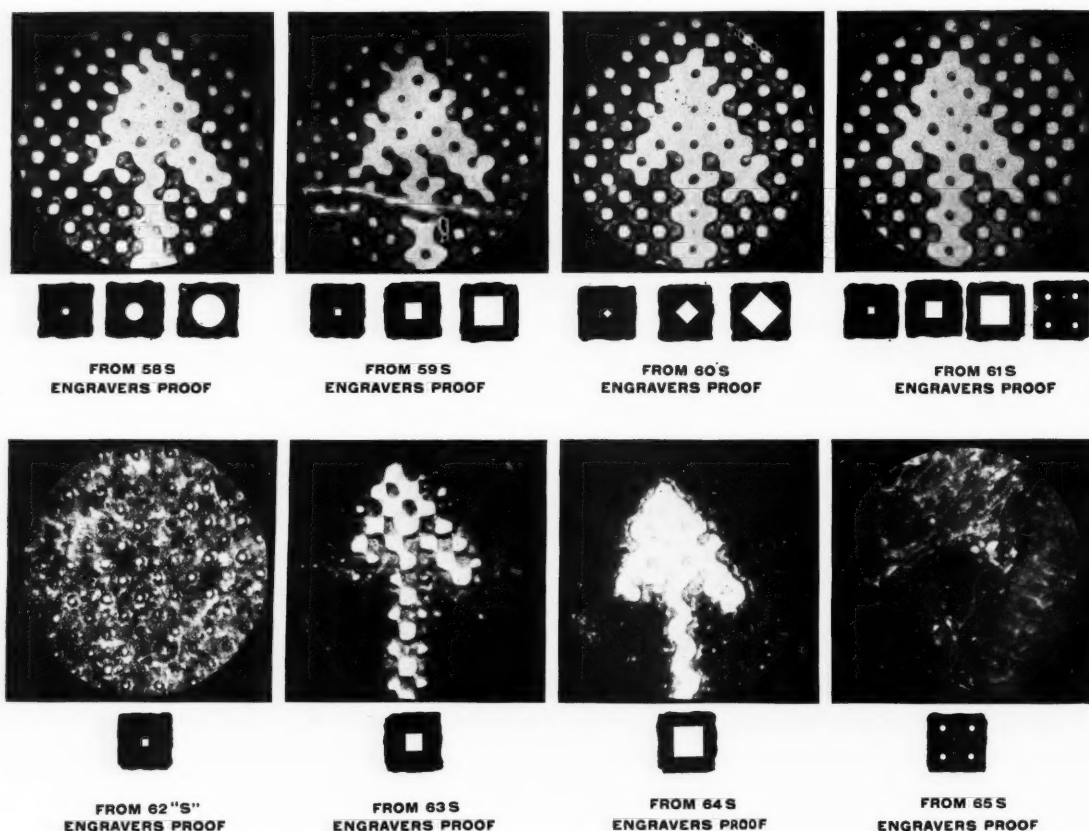 FROM 58S
ENGRAVERS PROOF
FROM 59S
ENGRAVERS PROOF
FROM 60'S
ENGRAVERS PROOF
FROM 61S
ENGRAVERS PROOF
FROM 62"S"
ENGRAVERS PROOF
FROM 63S
ENGRAVERS PROOF
FROM 64S
ENGRAVERS PROOF
FROM 65S
ENGRAVERS PROOF